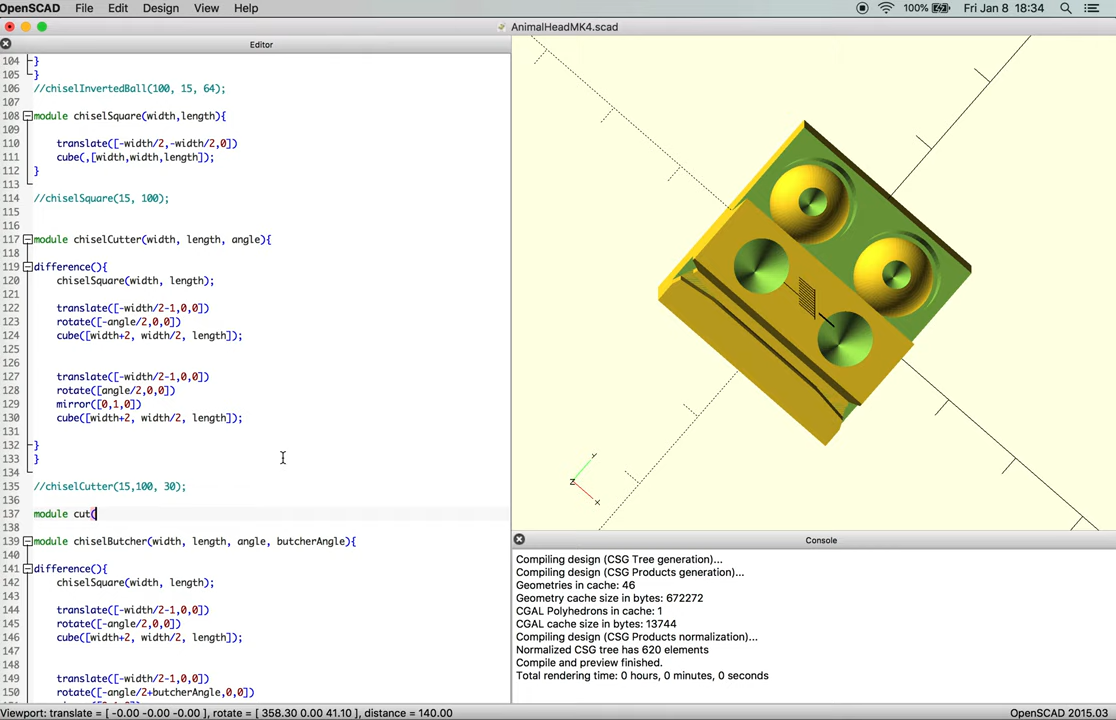 OpenSCAD File Edit Design View Help 100% Fri Jan 8 18:34
AnimalHeadMK4.scad
Editor
104 }
105 }
106 //chiselInvertedBall(100, 15, 64);
107
108 module chiselSquare(width,length){
109
110 translate([-width/2,-width/2,0])
111 cube(,[width,width,length]);
112 }
113
114 //chiselSquare(15, 100);
115
116
117 module chiselCutter(width, length, angle){
118
119 difference(){
120 chiselSquare(width, length);
121
122 translate([-width/2-1,0,0])
123 rotate([-angle/2,0,0])
124 cube([width+2, width/2, length]);
125
126
127 translate([-width/2-1,0,0])
128 rotate([angle/2,0,0])
129 mirror([0,1,0])
130 cube([width+2, width/2, length]);
131
132 }
133 }
134
135 //chiselCutter(15,100, 30);
136
137 module cut(
138
139 module chiselButcher(width, length, angle, butcherAngle){
140
141 difference(){
142 chiselSquare(width, length);
143
144 translate([-width/2-1,0,0])
145 rotate([-angle/2,0,0])
146 cube([width+2, width/2, length]);
147
148
149 translate([-width/2-1,0,0])
150 rotate([-angle/2+butcherAngle,0,0])
Y
Z
X
Console
Compiling design (CSG Tree generation)...
Compiling design (CSG Products generation)...
Geometries in cache: 46
Geometry cache size in bytes: 672272
CGAL Polyhedrons in cache: 1
CGAL cache size in bytes: 13744
Compiling design (CSG Products normalization)...
Normalized CSG tree has 620 elements
Compile and preview finished.
Total rendering time: 0 hours, 0 minutes, 0 seconds
Viewport: translate = [ -0.00 -0.00 -0.00 ], rotate = [ 358.30 0.00 41.10 ], distance = 140.00
OpenSCAD 2015.03